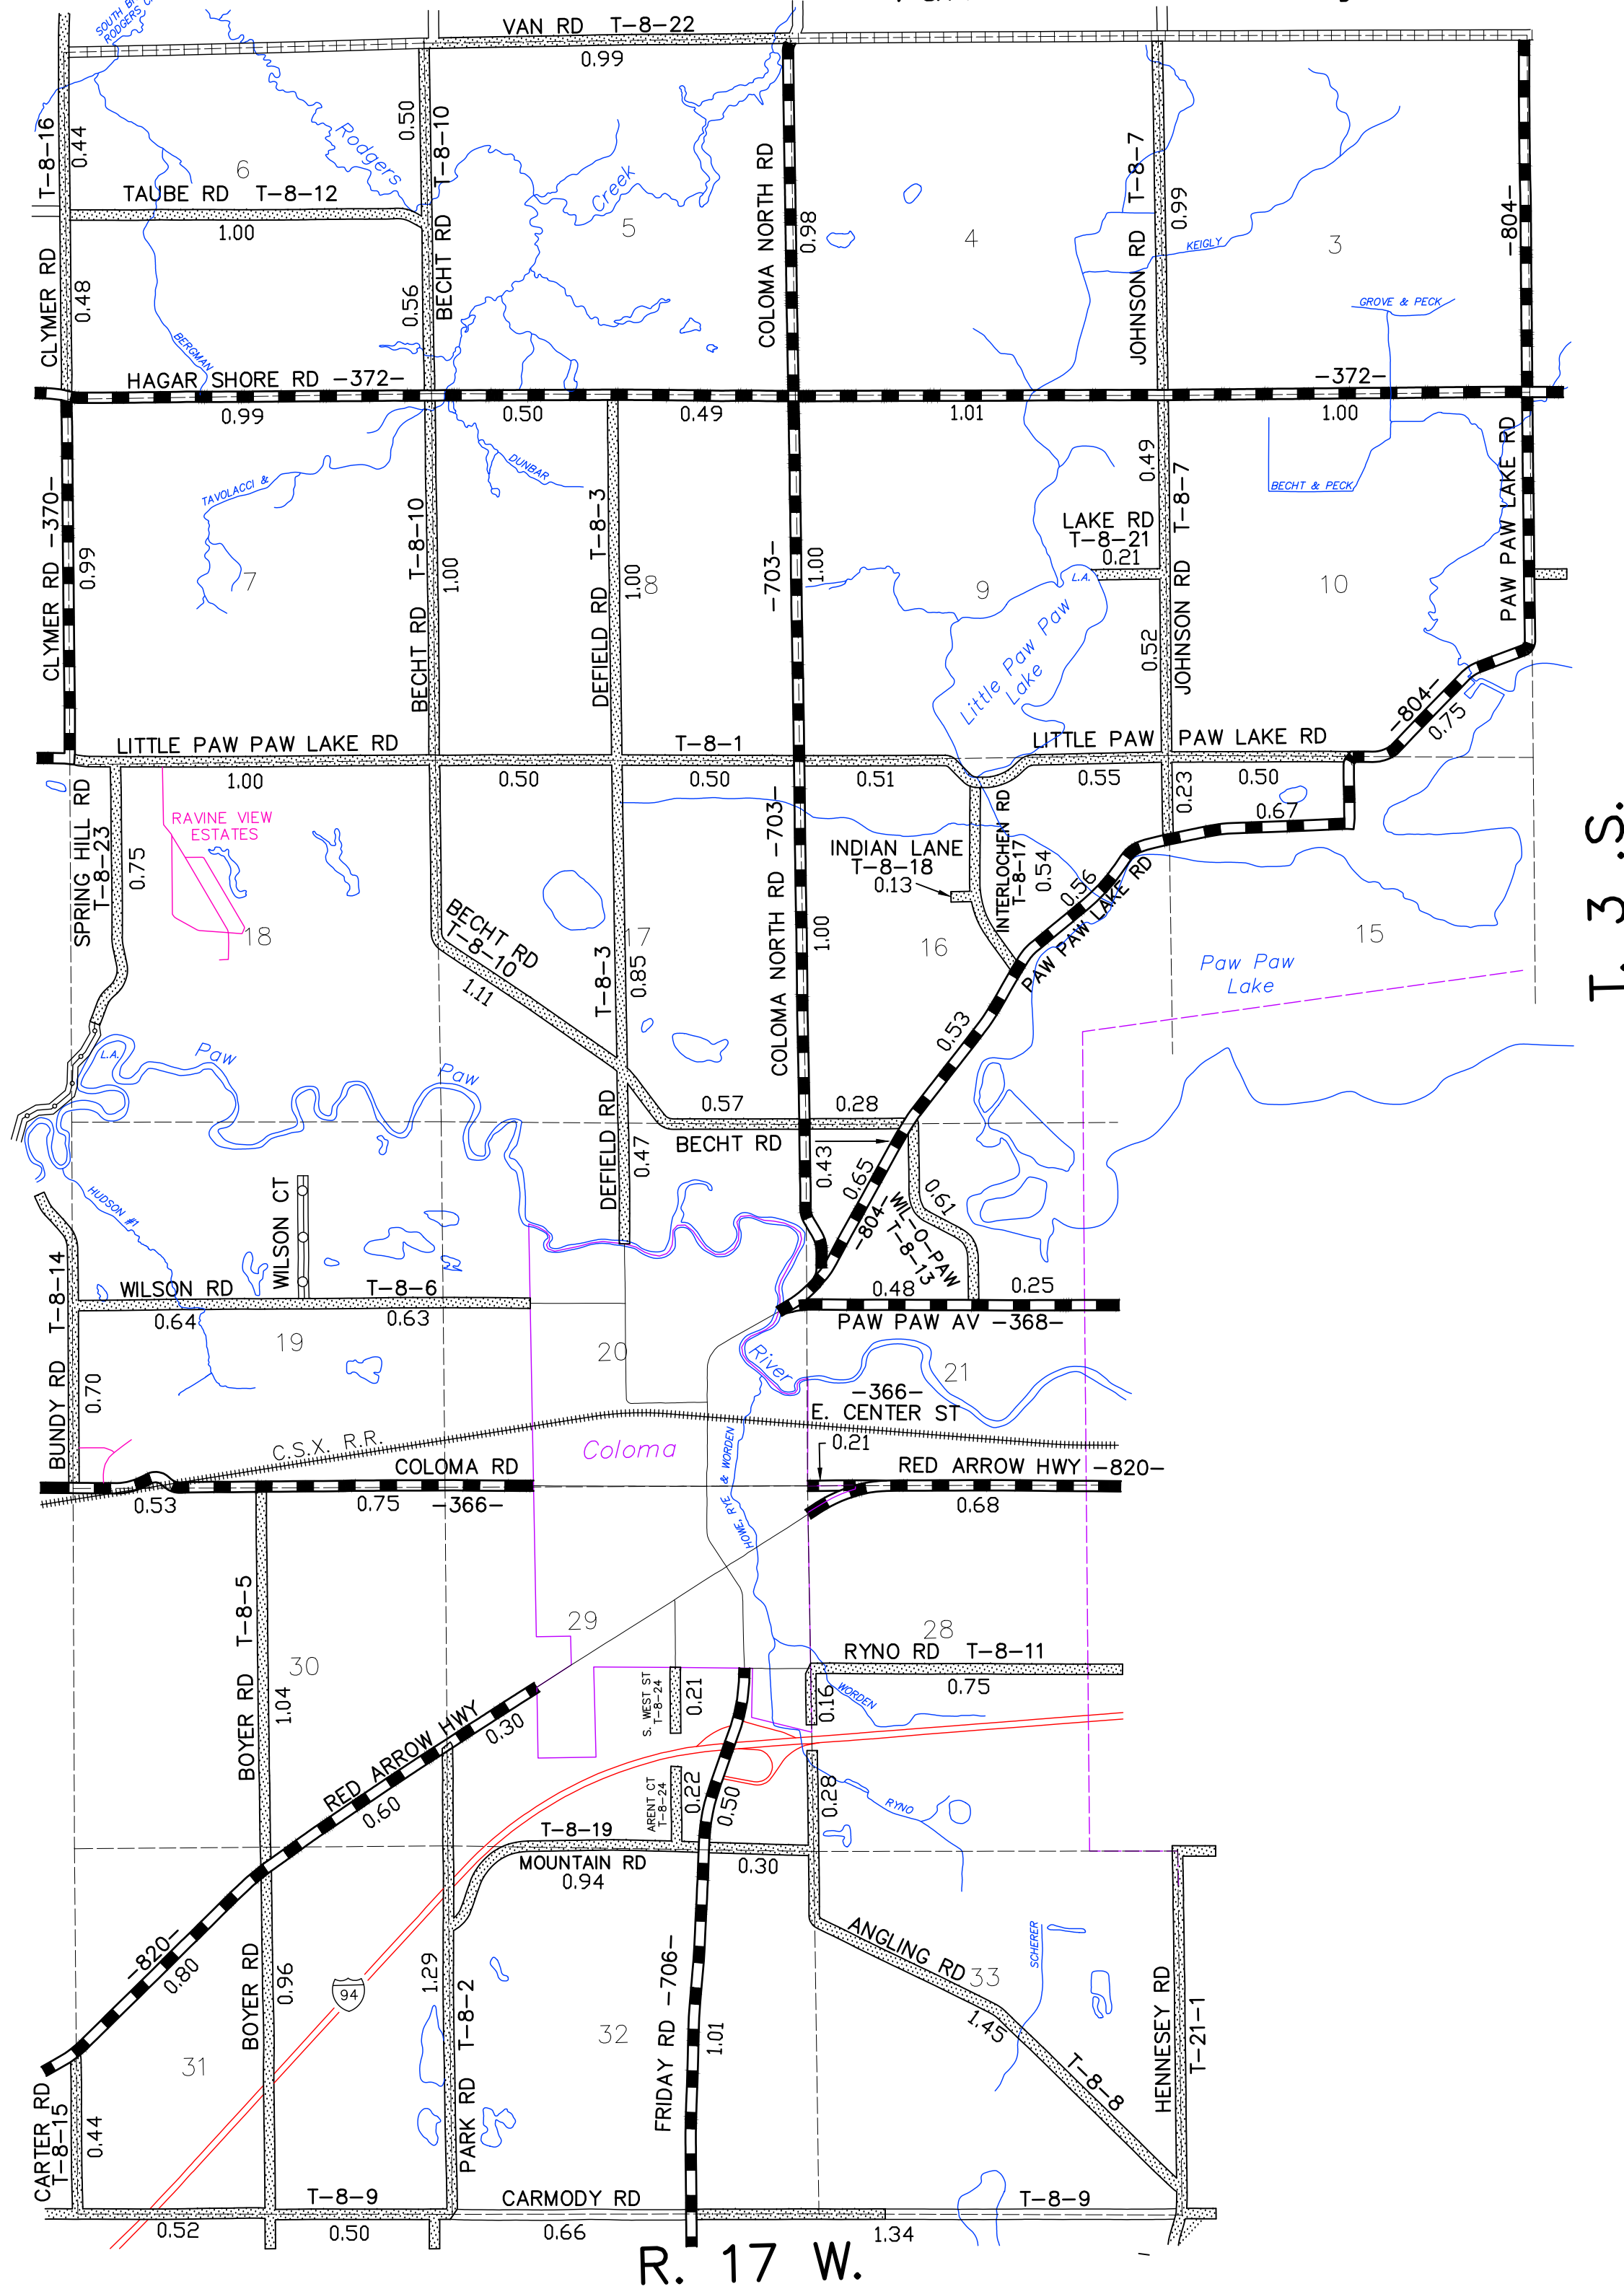 VAN RD T-8-22
0.99
SOUTH BR
RODGERS
T-8-16
0.44
0.50
T-8-10
Rodgers
6
TAUBE RD T-8-12
1.00
Creek
5
COLOMA NORTH RD
0.98
4
JOHNSON RD T-8-7
0.99
KEIGLY
3
-804-
CLYMER RD
0.48
BERGMAN
0.56
BECHT RD
GROVE & PECK
HAGAR SHORE RD -372-
-372-
0.99
0.50
0.49
1.01
1.00
CLYMER RD -370-
0.99
TAVOLACCI &
DUNBAR
7
BECHT RD T-8-10
1.00
DEFIELD RD T-8-3
1.00
8
-703-
1.00
9
LAKE RD
T-8-21
0.21
L.A.
Little Paw Paw
Lake
0.49
T-8-7
0.52
JOHNSON RD
BECHT & PECK
10
PAW PAW LAKE RD
-804-
0.75
LITTLE PAW PAW LAKE RD
T-8-1
LITTLE PAW PAW LAKE RD
1.00
0.50
0.50
0.51
0.55
0.50
0.23
0.67
SPRING HILL RD
T-8-23
0.75
RAVINE VIEW
ESTATES
18
BECHT RD
T-8-10
1.11
17
T-8-3
0.85
COLOMA NORTH RD -703-
1.00
INDIAN LANE
T-8-18
0.13
INTERLOCHEN RD
T-8-17
0.54
16
0.56
PAW PAW LAKE RD
0.53
15
Paw Paw
Lake
T. 3 .S.
L.A.
Paw
Paw
0.57
0.28
BECHT RD
DEFIELD RD
0.47
0.43
0.65
-804-
WIL-O-PAW
T-8-13
0.61
HUDSON #1
WILSON CT
WILSON RD
T-8-6
0.64
0.63
0.48
0.25
PAW PAW AV -368-
BUNDY RD T-8-14
0.70
19
20
River
21
-366-
E. CENTER ST
C.S.X. R.R.
Coloma
HOWE, RYE & WORDEN
0.21
COLOMA RD
RED ARROW HWY -820-
0.53
0.75 -366-
0.68
BOYER RD T-8-5
1.04
30
29
28
RED ARROW HWY
0.30
0.60
S. WEST ST
T-8-24
0.21
RYNO RD T-8-11
0.75
0.16
WORDEN
ARENT CT
T-8-24
0.22
0.50
0.28
RYNO
T-8-19
MOUNTAIN RD
0.94
0.30
-820-
0.80
BOYER RD
0.96
94
1.29
PARK RD T-8-2
32
FRIDAY RD -706-
1.01
ANGLING RD
33
1.45
T-8-8
SCHERER
HENNESEY RD
T-21-1
31
CARTER RD
T-8-15
0.44
T-8-9
CARMODY RD
T-8-9
0.52
0.50
0.66
1.34
R. 17 W.